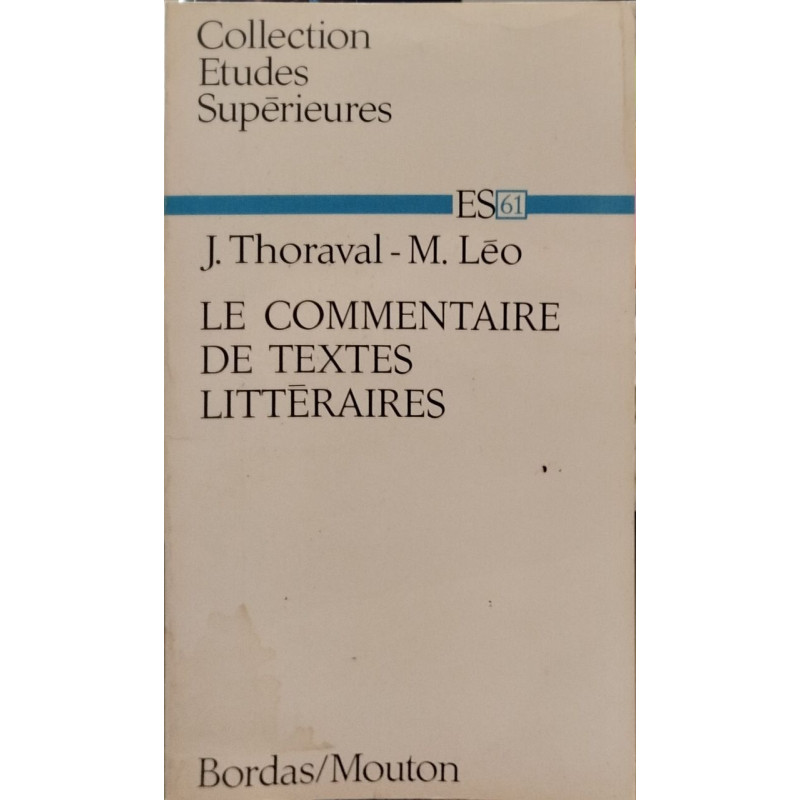 Collection
Etudes
Supērieures
ES 61
J. Thoraval - M. Lēo
LE COMMENTAIRE
DE TEXTES
LITTĒRAIRES
Bordas/Mouton